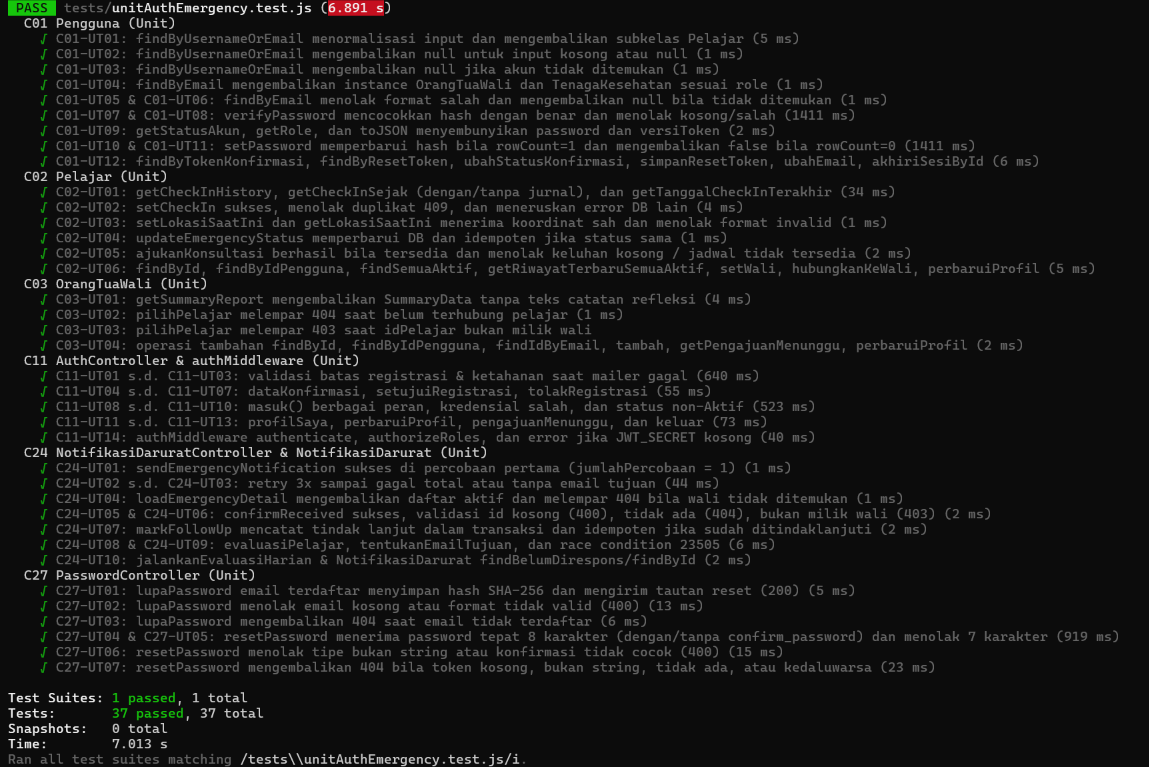 PASS tests/unitAuthEmergency.test.js (6.891 s)
C01 Pengguna (Unit)
√ C01-UT01: findByUsernameOrEmail menormalisasi input dan mengembalikan subkelas Pelajar (5 ms)
√ C01-UT02: findByUsernameOrEmail mengembalikan null untuk input kosong atau null (1 ms)
√ C01-UT03: findByUsernameOrEmail mengembalikan null jika akun tidak ditemukan (1 ms)
√ C01-UT04: findByEmail mengembalikan instance OrangTuaWali dan TenagaKesehatan sesuai role (1 ms)
√ C01-UT05 & C01-UT06: findByEmail menolak format salah dan mengembalikan null bila tidak ditemukan (1 ms)
√ C01-UT07 & C01-UT08: verifyPassword mencocokkan hash dengan benar dan menolak kosong/salah (1411 ms)
√ C01-UT09: getStatusAkun, getRole, dan toJSON menyembunyikan password dan versiToken (2 ms)
√ C01-UT10 & C01-UT11: setPassword memperbarui hash bila rowCount=1 dan mengembalikan false bila rowCount=0 (1411 ms)
√ C01-UT12: findByTokenKonfirmasi, findByResetToken, ubahStatusKonfirmasi, simpanResetToken, ubahEmail, akhiriSesiById (6 ms)
C02 Pelajar (Unit)
√ C02-UT01: getCheckInHistory, getCheckInSejak (dengan/tanpa jurnal), dan getTanggalCheckInTerakhir (34 ms)
√ C02-UT02: setCheckIn sukses, menolak duplikat 409, dan meneruskan error DB lain (4 ms)
√ C02-UT03: setLokasiSaatIni dan getLokasiSaatIni menerima koordinat sah dan menolak format invalid (1 ms)
√ C02-UT04: updateEmergencyStatus memperbarui DB dan idempoten jika status sama (1 ms)
√ C02-UT05: ajukanKonsultasi berhasil bila tersedia dan menolak keluhan kosong / jadwal tidak tersedia (2 ms)
√ C02-UT06: findById, findByIdPengguna, findSemuaAktif, getRiwayatTerbaruSemuaAktif, setWali, hubungkanKeWali, perbaruiProfil (5 ms)
C03 OrangTuaWali (Unit)
√ C03-UT01: getSummaryReport mengembalikan SummaryData tanpa teks catatan refleksi (4 ms)
√ C03-UT02: pilihPelajar melempar 404 saat belum terhubung pelajar (1 ms)
√ C03-UT03: pilihPelajar melempar 403 saat idPelajar bukan milik wali
√ C03-UT04: operasi tambahan findById, findByIdPengguna, findIdByEmail, tambah, getPengajuanMenunggu, perbaruiProfil (2 ms)
C11 AuthController & authMiddleware (Unit)
√ C11-UT01 s.d. C11-UT03: validasi batas registrasi & ketahanan saat mailer gagal (640 ms)
√ C11-UT04 s.d. C11-UT07: dataKonfirmasi, setujuiRegistrasi, tolakRegistrasi (55 ms)
√ C11-UT08 s.d. C11-UT10: masuk() berbagai peran, kredensial salah, dan status non-Aktif (523 ms)
√ C11-UT11 s.d. C11-UT13: profilSaya, perbaruiProfil, pengajuanMenunggu, dan keluar (73 ms)
√ C11-UT14: authMiddleware authenticate, authorizeRoles, dan error jika JWT_SECRET kosong (40 ms)
C24 NotifikasiDaruratController & NotifikasiDarurat (Unit)
√ C24-UT01: sendEmergencyNotification sukses di percobaan pertama (jumlahPercobaan = 1) (1 ms)
√ C24-UT02 s.d. C24-UT03: retry 3x sampai gagal total atau tanpa email tujuan (44 ms)
√ C24-UT04: loadEmergencyDetail mengembalikan daftar aktif dan melempar 404 bila wali tidak ditemukan (1 ms)
√ C24-UT05 & C24-UT06: confirmReceived sukses, validasi id kosong (400), tidak ada (404), bukan milik wali (403) (2 ms)
√ C24-UT07: markFollowUp mencatat tindak lanjut dalam transaksi dan idempoten jika sudah ditindaklanjuti (2 ms)
√ C24-UT08 & C24-UT09: evaluasiPelajar, tentukanEmailTujuan, dan race condition 23505 (6 ms)
√ C24-UT10: jalankanEvaluasiHarian & NotifikasiDarurat findBelumDirespons/findById (2 ms)
C27 PasswordController (Unit)
√ C27-UT01: lupaPassword email terdaftar menyimpan hash SHA-256 dan mengirim tautan reset (200) (5 ms)
√ C27-UT02: lupaPassword menolak email kosong atau format tidak valid (400) (13 ms)
√ C27-UT03: lupaPassword mengembalikan 404 saat email tidak terdaftar (6 ms)
√ C27-UT04 & C27-UT05: resetPassword menerima password tepat 8 karakter (dengan/tanpa confirm_password) dan menolak 7 karakter (919 ms)
√ C27-UT06: resetPassword menolak tipe bukan string atau konfirmasi tidak cocok (400) (15 ms)
√ C27-UT07: resetPassword mengembalikan 404 bila token kosong, bukan string, tidak ada, atau kedaluwarsa (23 ms)
Test Suites: 1 passed, 1 total
Tests: 37 passed, 37 total
Snapshots: 0 total
Time: 7.013 s
Ran all test suites matching /tests\\unitAuthEmergency.test.js/i.